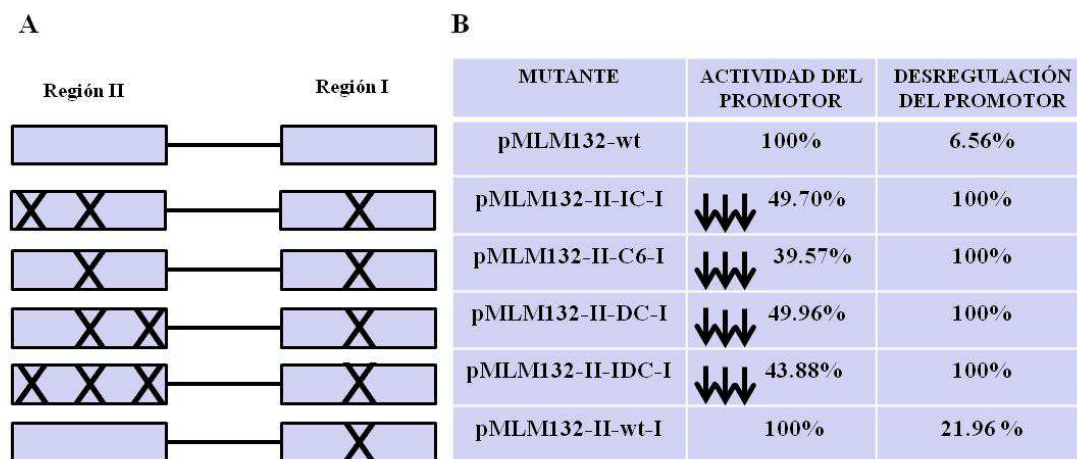 A
B
Región II
Región I
MUTANTE
ACTIVIDAD DEL
PROMOTOR
DESREGULACIÓN
DEL PROMOTOR
pMLM132-wt
100%
6.56%
pMLM132-II-IC-I
49.70%
100%
pMLM132-II-C6-I
39.57%
100%
pMLM132-II-DC-I
49.96%
100%
pMLM132-II-IDC-I
43.88%
100%
pMLM132-II-wt-I
100%
21.96 %